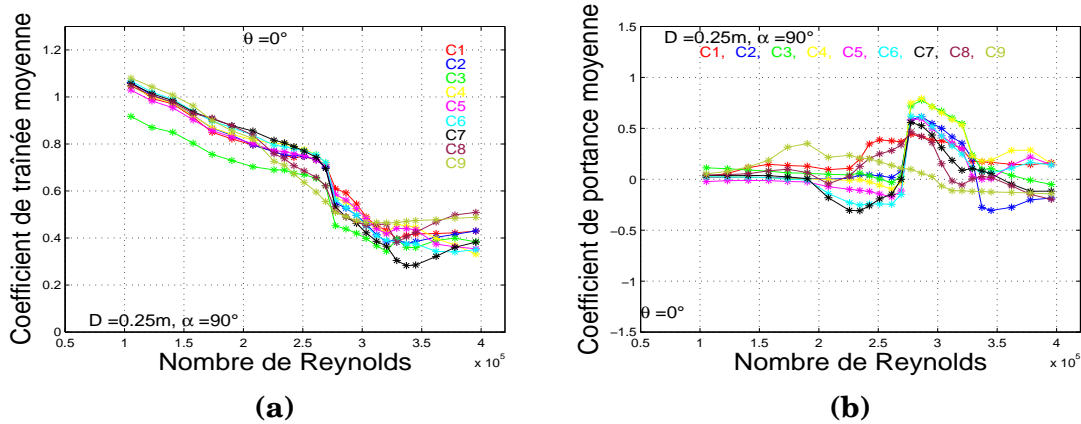 θ =0°
C1
C2
C3
C4
C5
C6
C7
C8
C9
D =0.25m, α =90°
Coefficient de traînée moyenne
0
0.2
0.4
0.6
0.8
1
1.2
0.5 1 1.5 2 2.5 3 3.5 4
x 10⁵
Nombre de Reynolds
(a)
D =0.25m, α =90°
C1, C2, C3, C4, C5, C6, C7, C8, C9
Coefficient de portance moyenne
1.5
1
0.5
0
−0.5
−1
−1.5
θ =0°
0.5 1 1.5 2 2.5 3 3.5 4
x 10⁵
Nombre de Reynolds
(b)